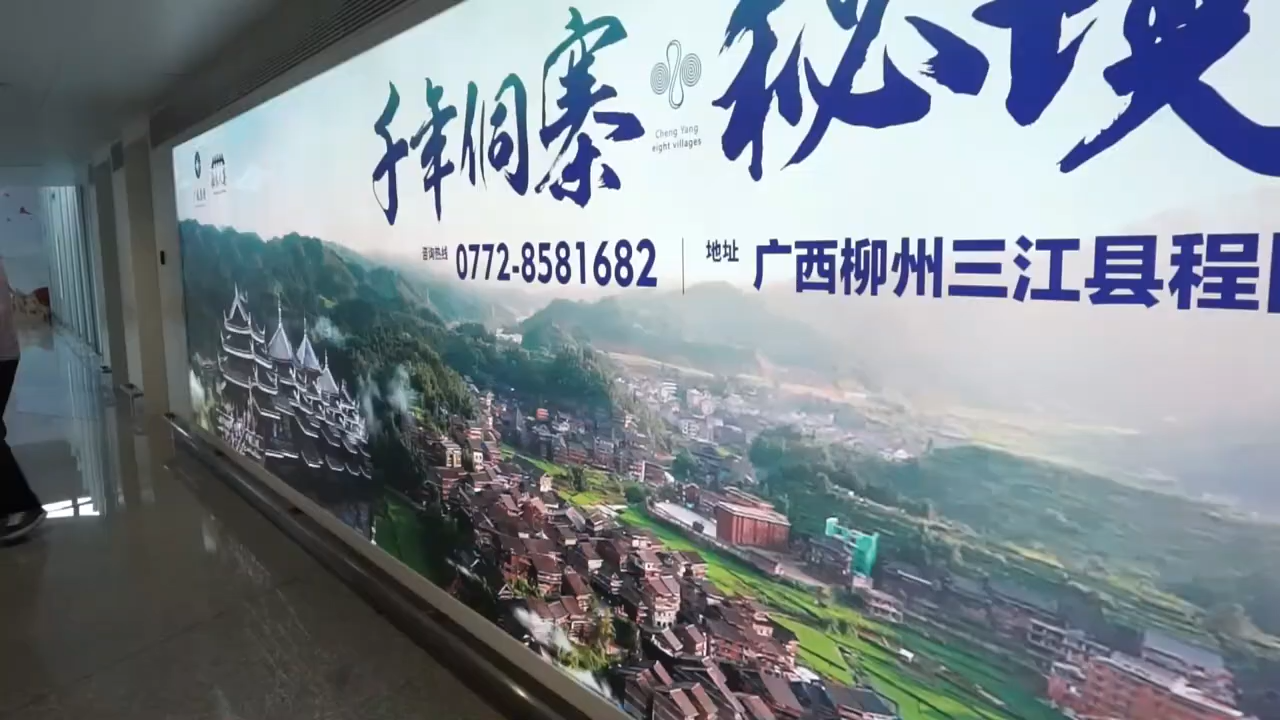 千年侗寨 秘境
Cheng Yang
eight villages
咨询热线 0772-8581682 地址 广西柳州三江县程